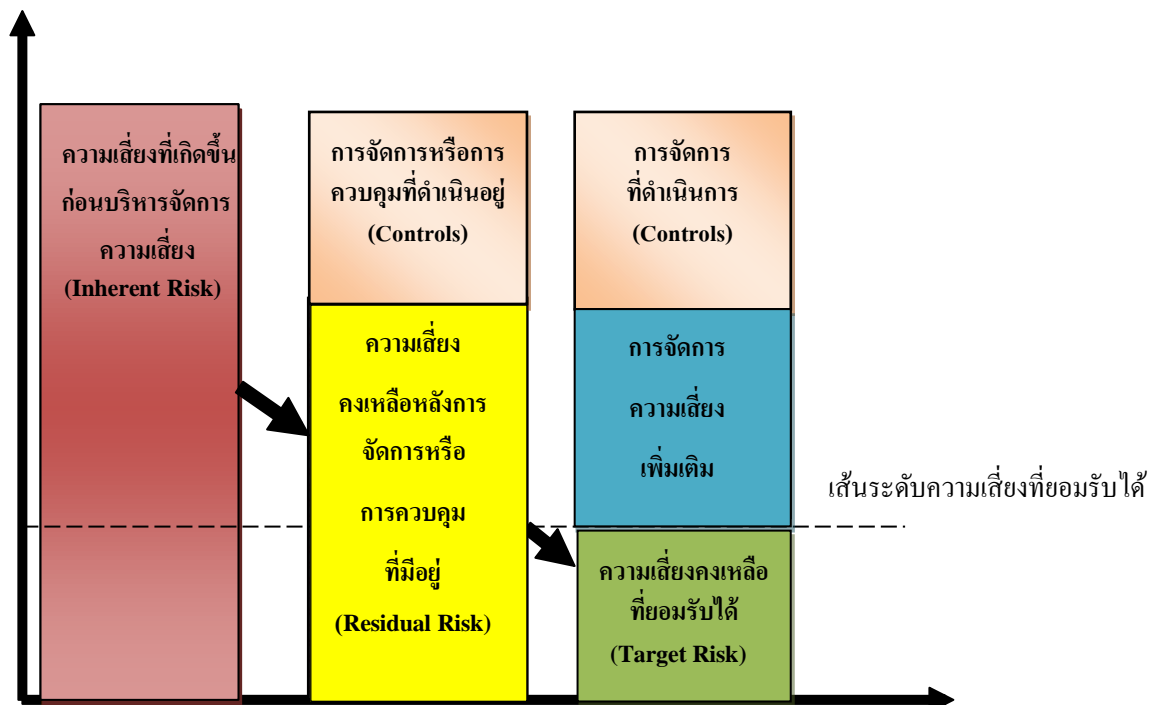 ความเสี่ยงที่เกิดขึ้น
ก่อนบริหารจัดการ
ความเสี่ยง
(Inherent Risk)
การจัดการหรือการ
ควบคุมที่ดำเนินอยู่
(Controls)
ความเสี่ยง
คงเหลือหลังการ
จัดการหรือ
การควบคุม
ที่มีอยู่
(Residual Risk)
การจัดการ
ที่ดำเนินการ
(Controls)
การจัดการ
ความเสี่ยง
เพิ่มเติม
ความเสี่ยงคงเหลือ
ที่ยอมรับได้
(Target Risk)
เส้นระดับความเสี่ยงที่ยอมรับได้